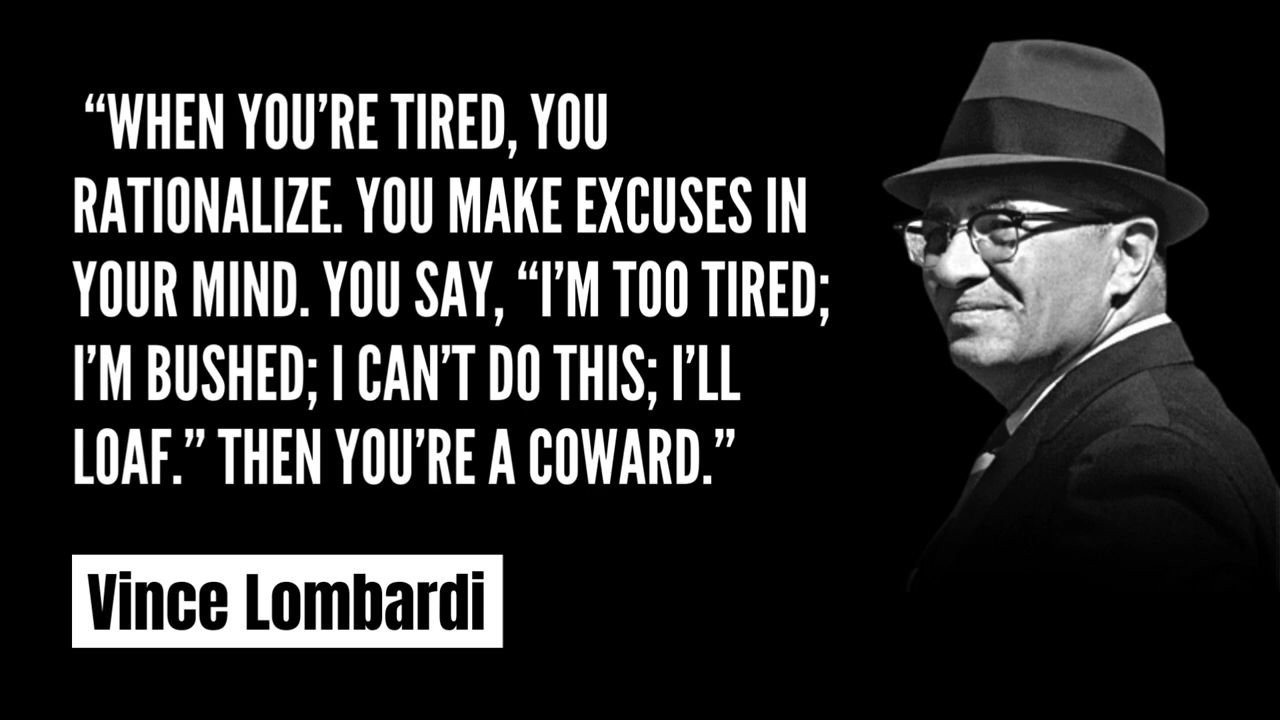 “WHEN YOU’RE TIRED, YOU
RATIONALIZE. YOU MAKE EXCUSES IN
YOUR MIND. YOU SAY, “I’M TOO TIRED;
I’M BUSHED; I CAN’T DO THIS; I’LL
LOAF.” THEN YOU’RE A COWARD.”
Vince Lombardi